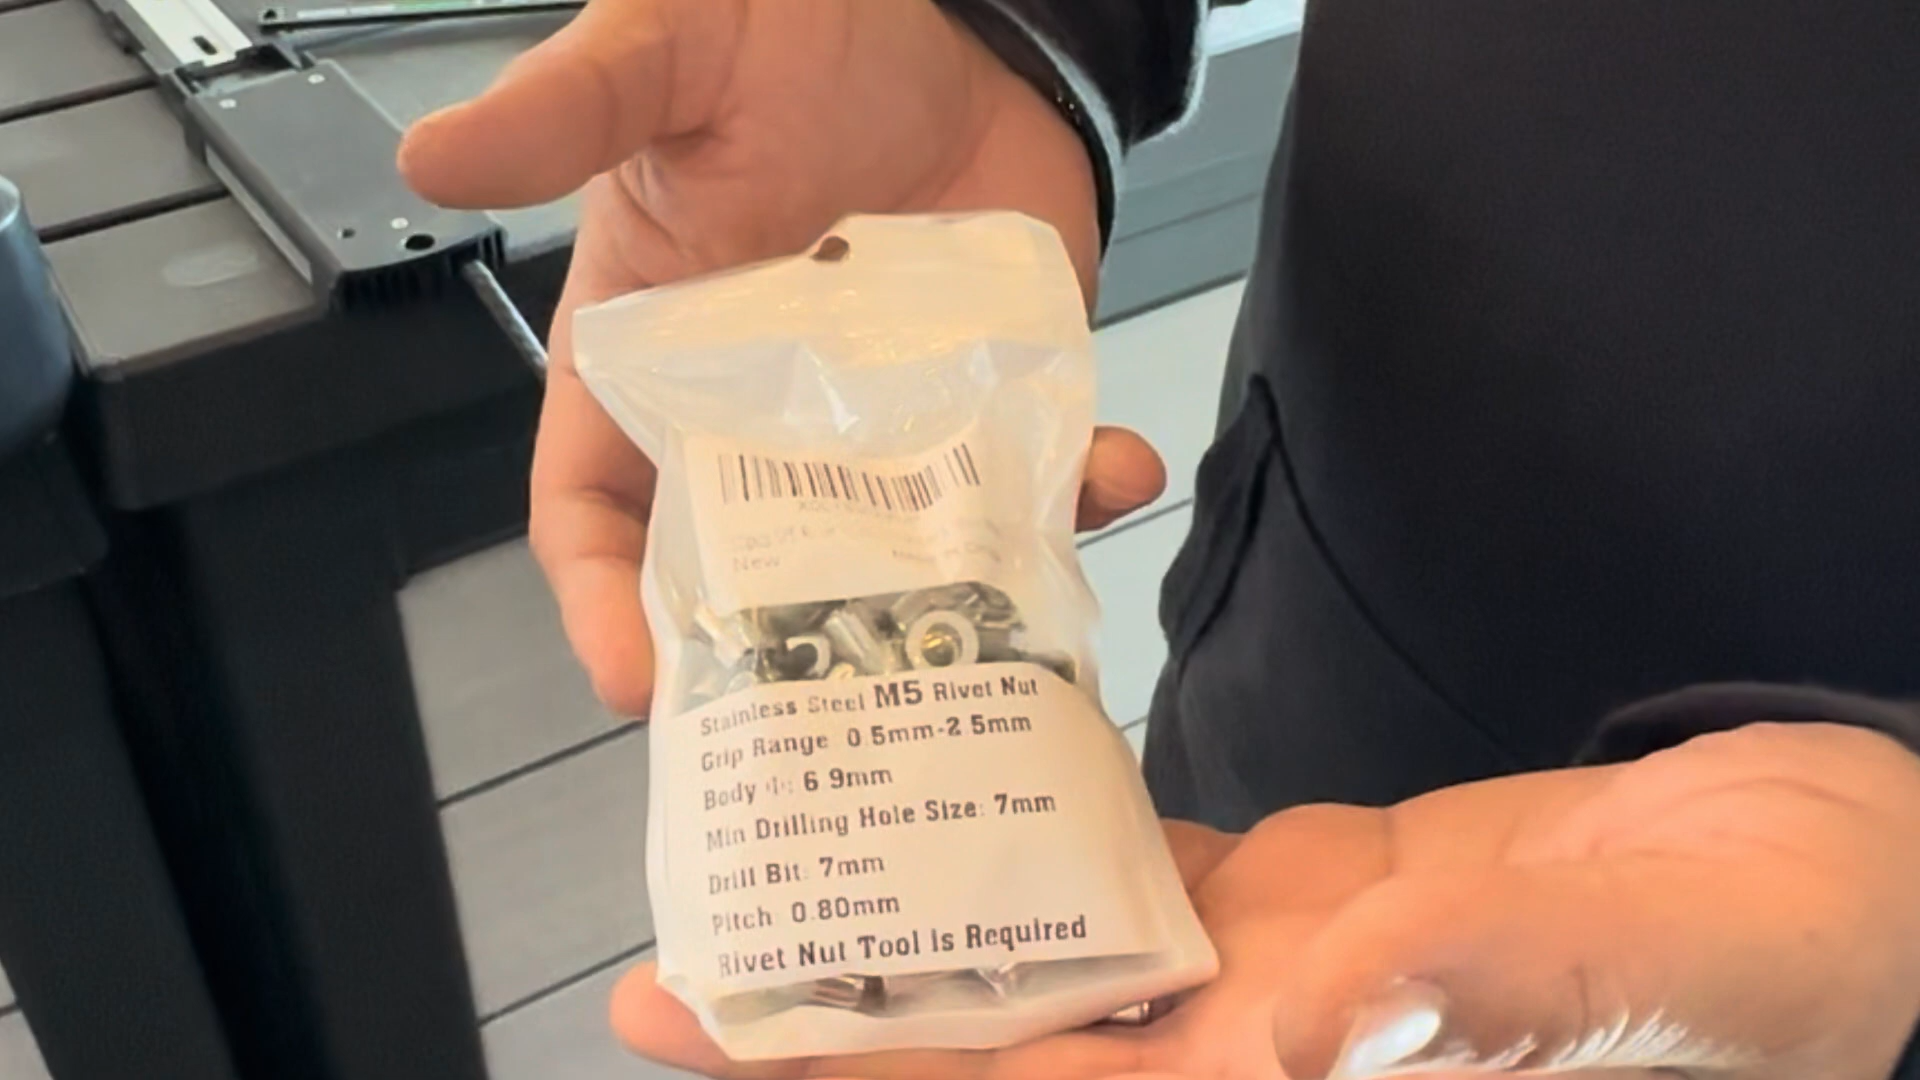 New
Stainless Steel M5 Rivet Nut
Grip Range 0.5mm-2.5mm
Body Φ: 6.9mm
Min Drilling Hole Size: 7mm
Drill Bit: 7mm
Pitch: 0.80mm
Rivet Nut Tool is Required